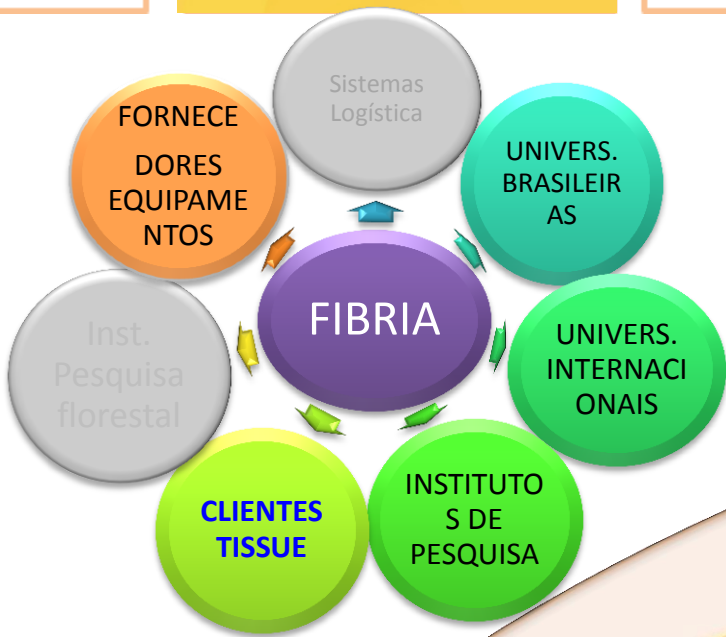 Sistemas
Logística
FORNECE
DORES
EQUIPAME
NTOS
UNIVERS.
BRASILEIR
AS
FIBRIA
Inst.
Pesquisa
florestal
UNIVERS.
INTERNACI
ONAIS
CLIENTES
TISSUE
INSTITUTO
S DE
PESQUISA